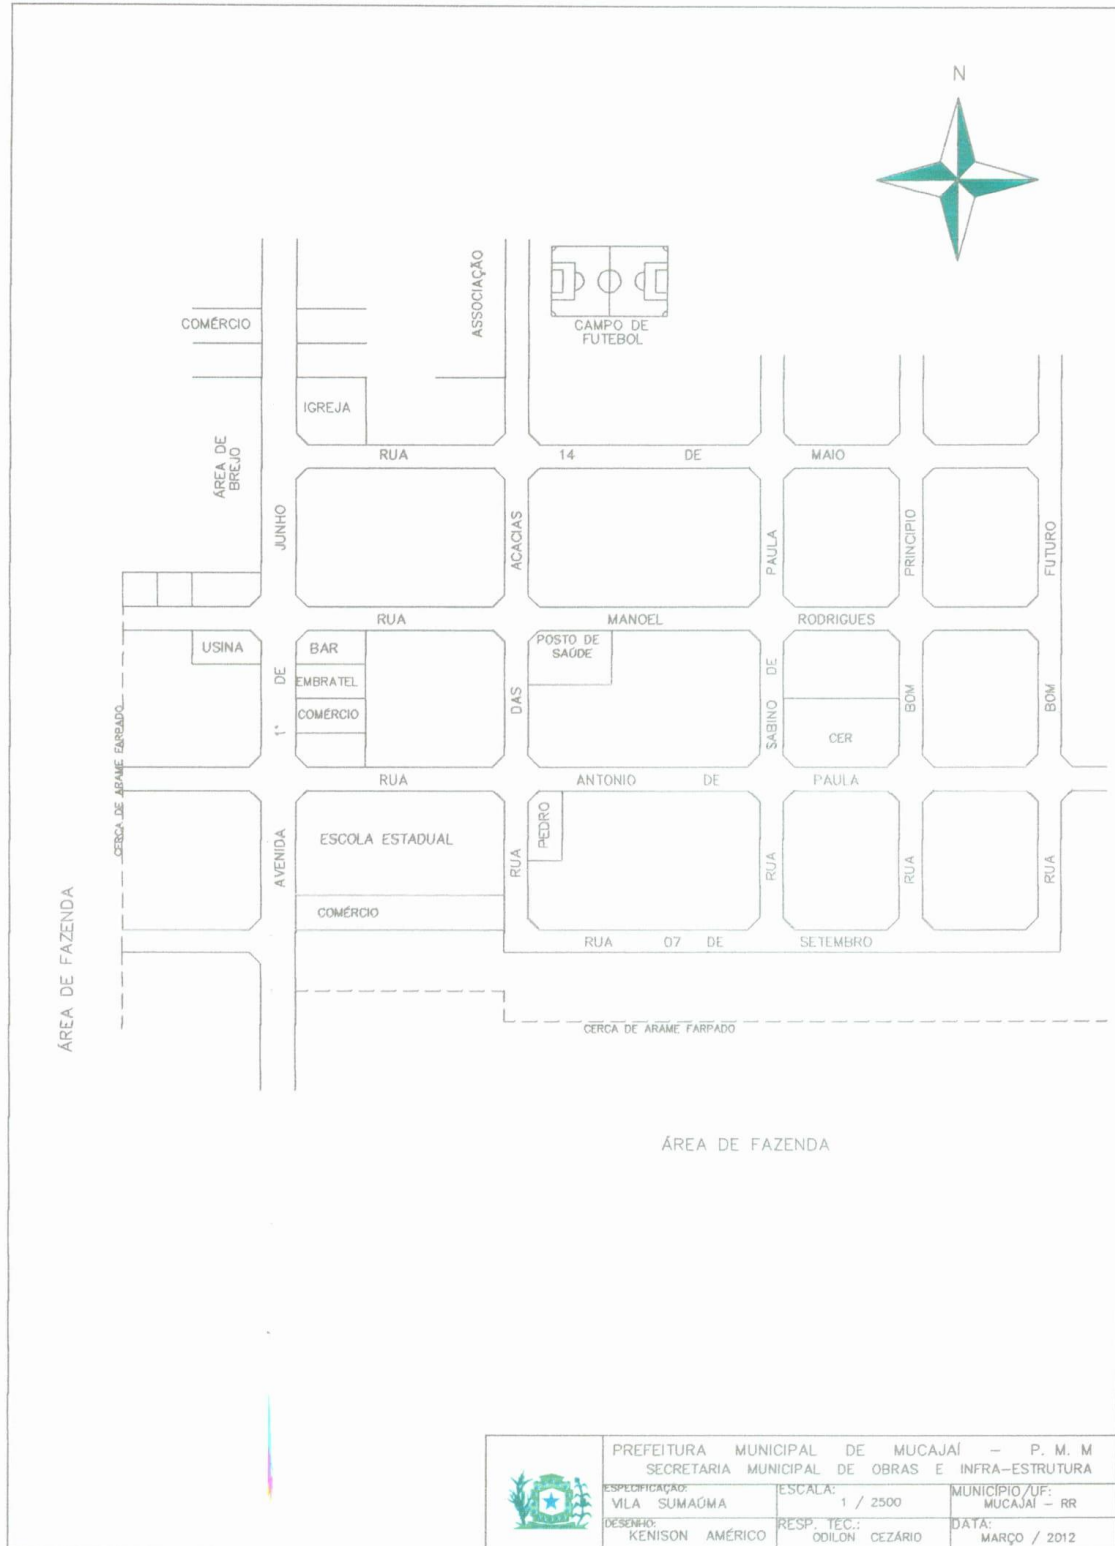 N
ASSOCIAÇÃO
COMÉRCIO
CAMPO DE
FUTEBOL
IGREJA
ÁREA DE
BREJO
RUA 14 DE MAIO
AVENIDA 1° DE JUNHO
RUA DAS ACACIAS
RUA SABINO DE PAULA
RUA BOM PRINCIPIO
RUA BOM FUTURO
RUA MANOEL RODRIGUES
USINA
BAR
EMBRATEL
COMÉRCIO
POSTO DE
SAÚDE
CER
CERCA DE ARAME FARPADO
RUA ANTONIO DE PAULA
ESCOLA ESTADUAL
PEDRO
COMÉRCIO
RUA 07 DE SETEMBRO
ÁREA DE FAZENDA
CERCA DE ARAME FARPADO
ÁREA DE FAZENDA
PREFEITURA MUNICIPAL DE MUCAJAÍ - P. M. M
SECRETARIA MUNICIPAL DE OBRAS E INFRA-ESTRUTURA
ESPECIFICAÇÃO:
VILA SUMAÚMA
ESCALA:
1 / 2500
MUNICÍPIO/UF:
MUCAJAÍ - RR
DESENHO:
KENISON AMÉRICO
RESP. TEC.:
ODILON CEZÁRIO
DATA:
MARÇO / 2012